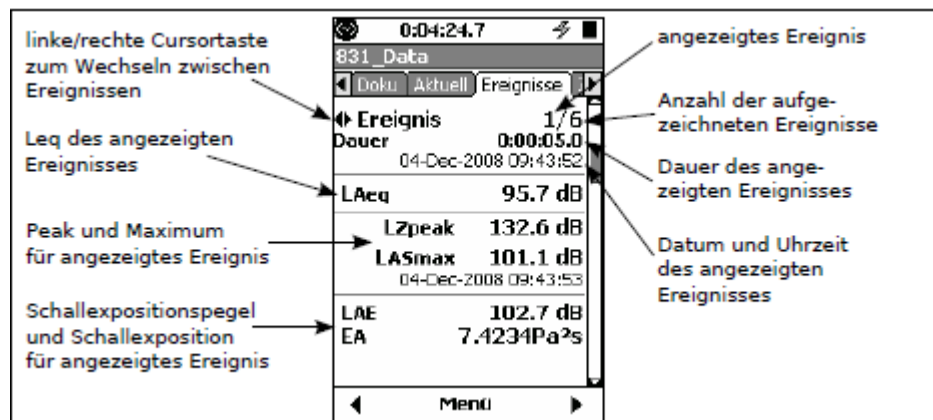 linke/rechte Cursortaste
zum Wechseln zwischen
Ereignissen
Leq des angezeigten
Ereignisses
Peak und Maximum
für angezeigtes Ereignis
Schallexpositionspegel
und Schallexposition
für angezeigtes Ereignis
0:04:24.7
831_Data
Doku Aktuell Ereignisse
Ereignis 1/6
Dauer 0:00:05.0
04-Dec-2008 09:43:52
LAeq 95.7 dB
LZpeak 132.6 dB
LASmax 101.1 dB
04-Dec-2008 09:43:53
LAE 102.7 dB
EA 7.4234Pa²s
Menü
angezeigtes Ereignis
Anzahl der aufge-
zeichneten Ereignisse
Dauer des ange-
zeigten Ereignisses
Datum und Uhrzeit
des angezeigten
Ereignisses